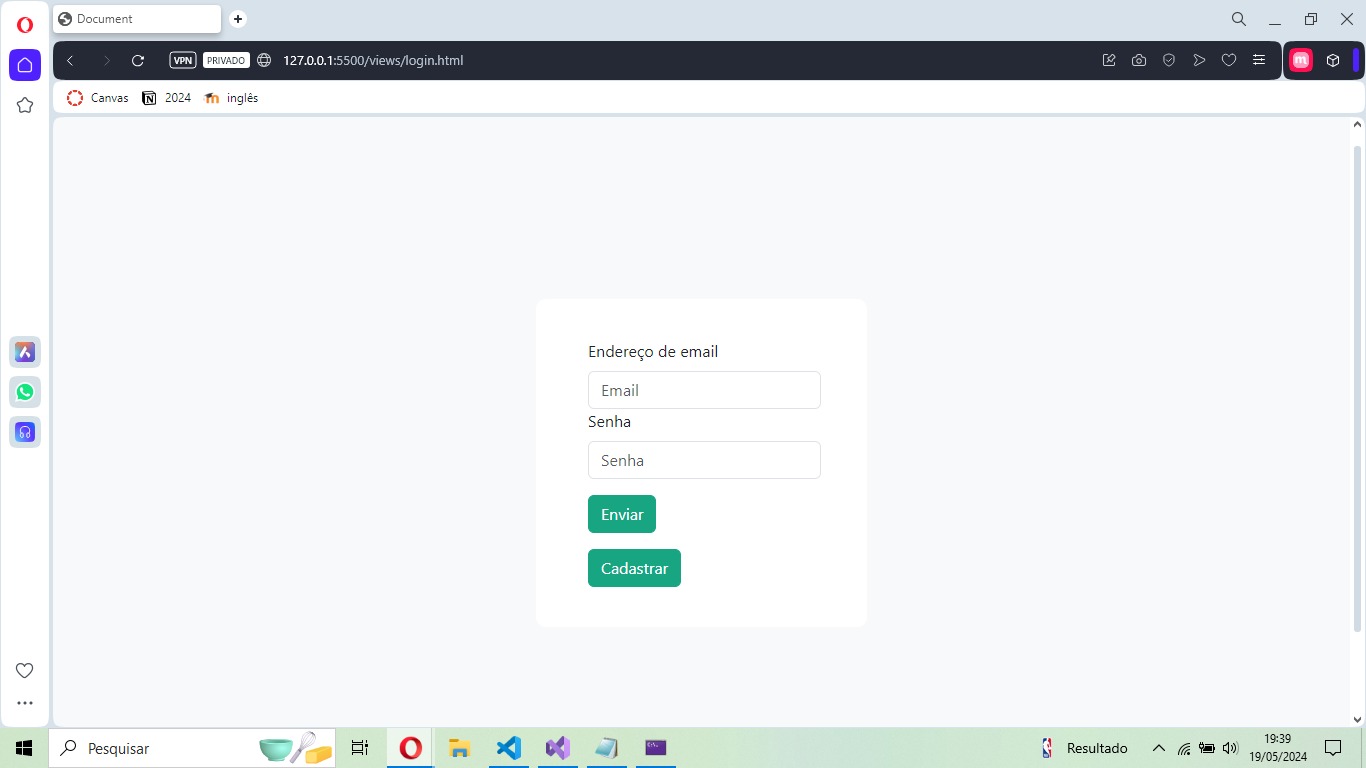 Document
VPN PRIVADO 127.0.0.1:5500/views/login.html
Canvas 2024 inglês
Endereço de email
Email
Senha
Senha
Enviar
Cadastrar
Pesquisar
Resultado
19:39
19/05/2024